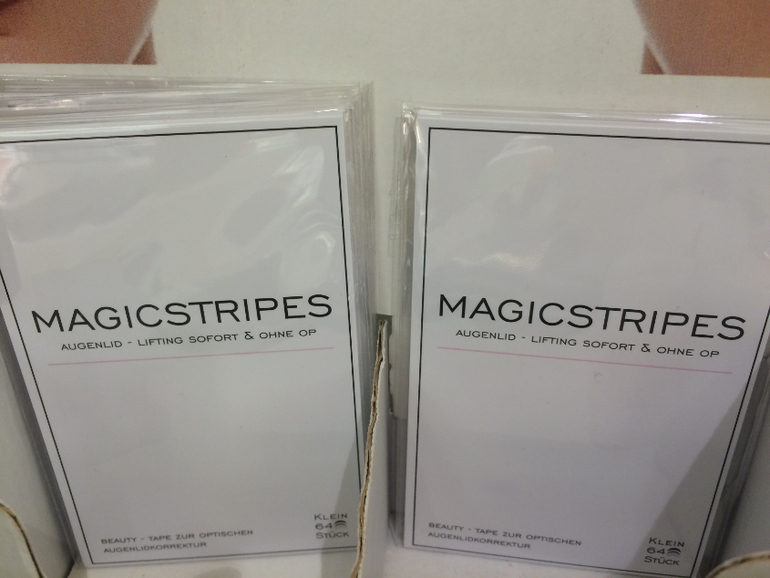 MAGICSTRIPES
AUGENLID - LIFTING SOFORT & OHNE OP
BEAUTY - TAPE ZUR OPTISCHEN
AUGENLIDKORREKTUR
KLEIN
64
STÜCK
MAGICSTRIPES
AUGENLID - LIFTING SOFORT & OHNE OP
BEAUTY - TAPE ZUR OPTISCHEN
AUGENLIDKORREKTUR
KLEIN
64
STÜCK